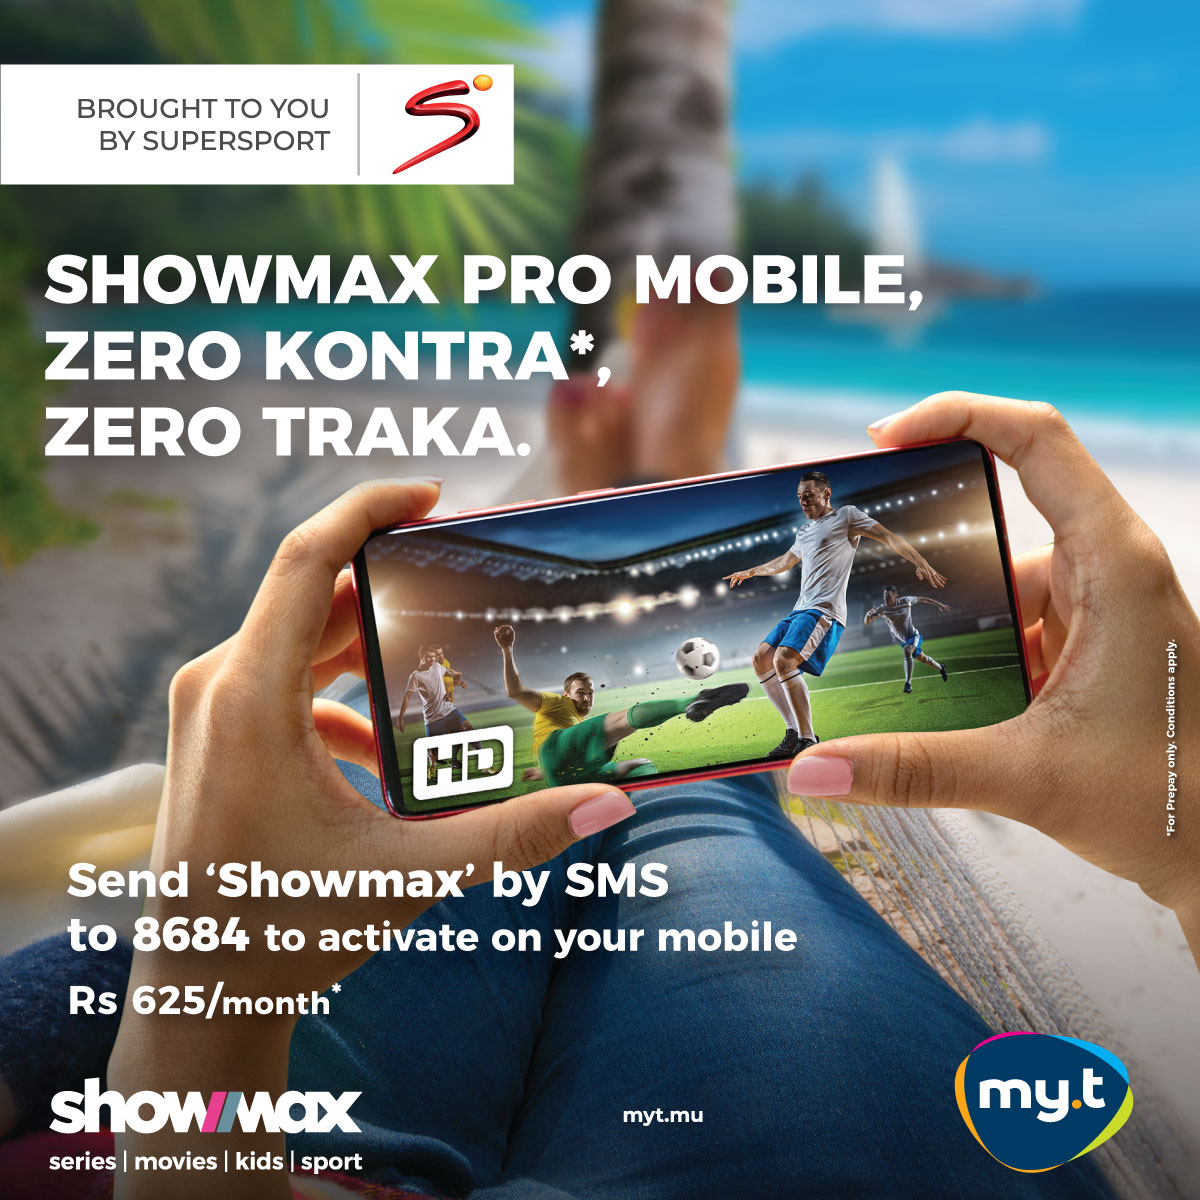 BROUGHT TO YOU
BY SUPERSPORT
SHOWMAX PRO MOBILE,
ZERO KONTRA*,
ZERO TRAKA.
HD
*For Prepay only. Conditions apply.
Send ‘Showmax’ by SMS
to 8684 to activate on your mobile
Rs 625/month*
showmax
series | movies | kids | sport
myt.mu
my.t